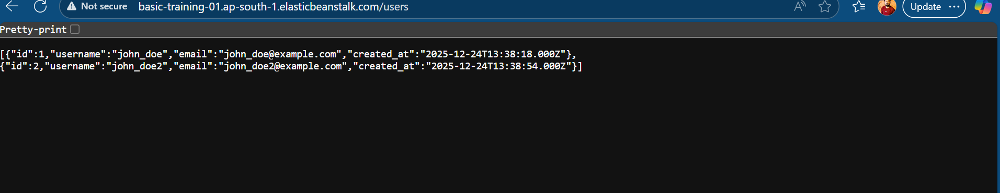 Not secure basic-training-01.ap-south-1.elasticbeanstalk.com/users A Update
Pretty-print
[{"id":1,"username":"john_doe","email":"john_doe@example.com","created_at":"2025-12-24T13:38:18.000Z"},
{"id":2,"username":"john_doe2","email":"john_doe2@example.com","created_at":"2025-12-24T13:38:54.000Z"}]